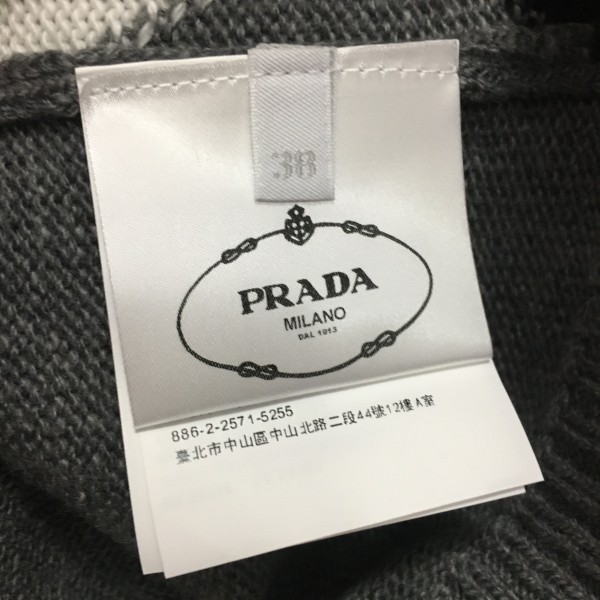 38
PRADA
MILANO
DAL 1913
886-2-2571-5255
臺北市中山區中山北路二段44號12樓A室